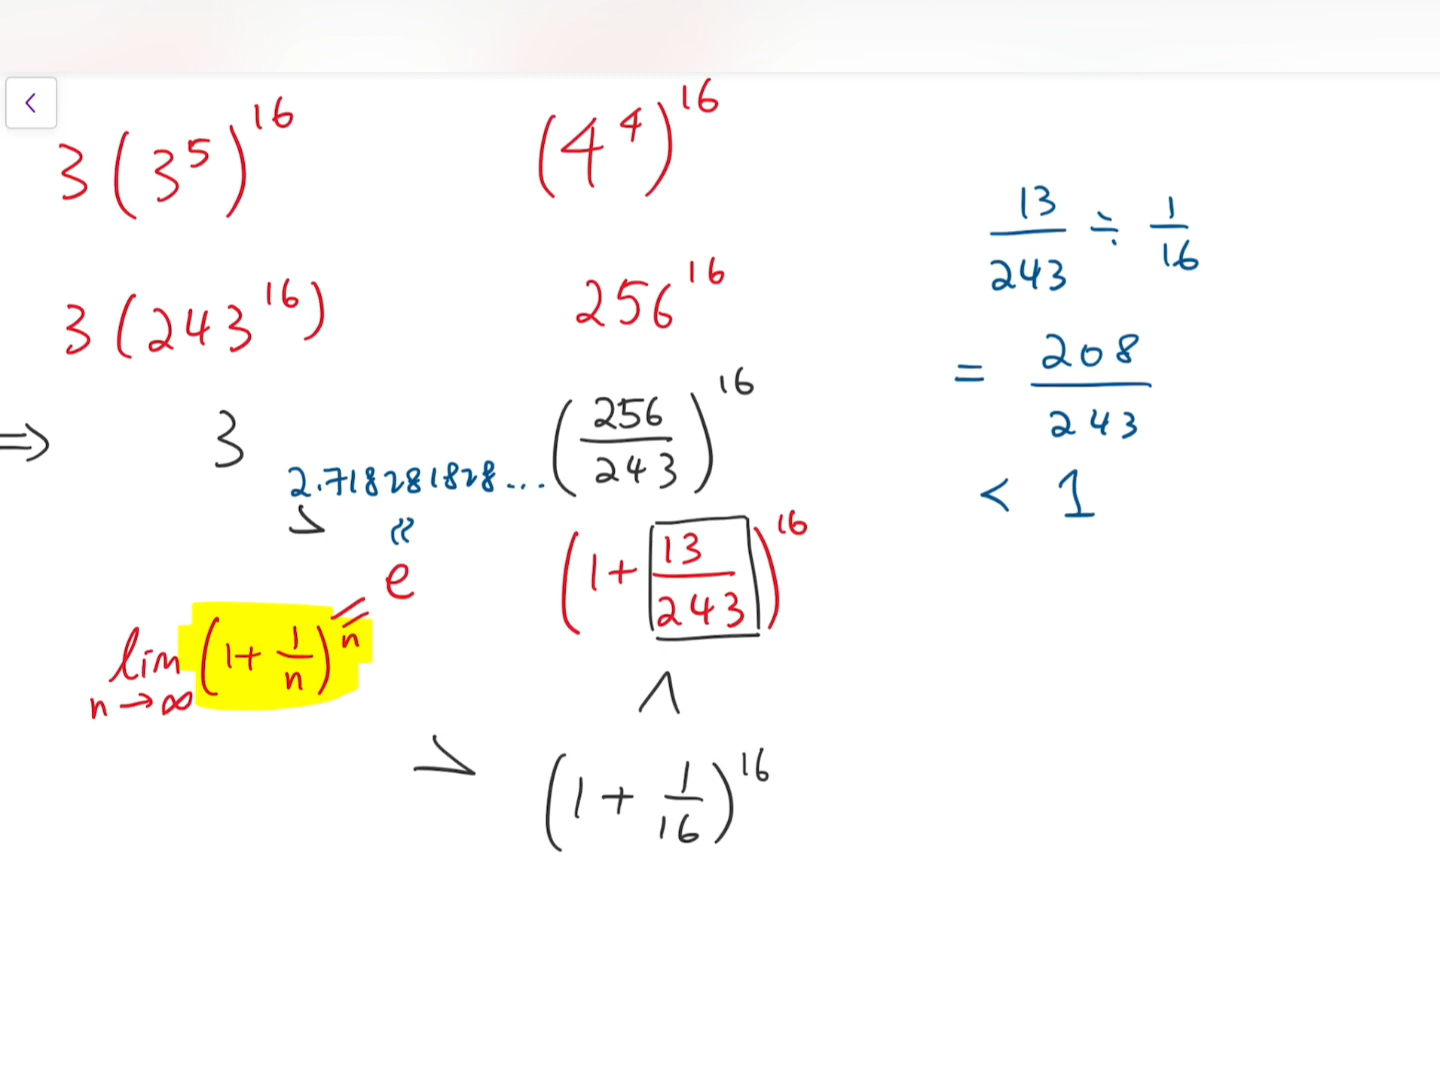 3(3⁵)¹⁶ (4⁴)¹⁶
3(243¹⁶) 256¹⁶
⇒ 3 (256/243)¹⁶
2.718281828...
> =
e (1+ 13/243)¹⁶
lim n→∞ (1+ 1/n)ⁿ =
∧
> (1 + 1/16)¹⁶
13/243 ÷ 1/16
= 208/243
< 1